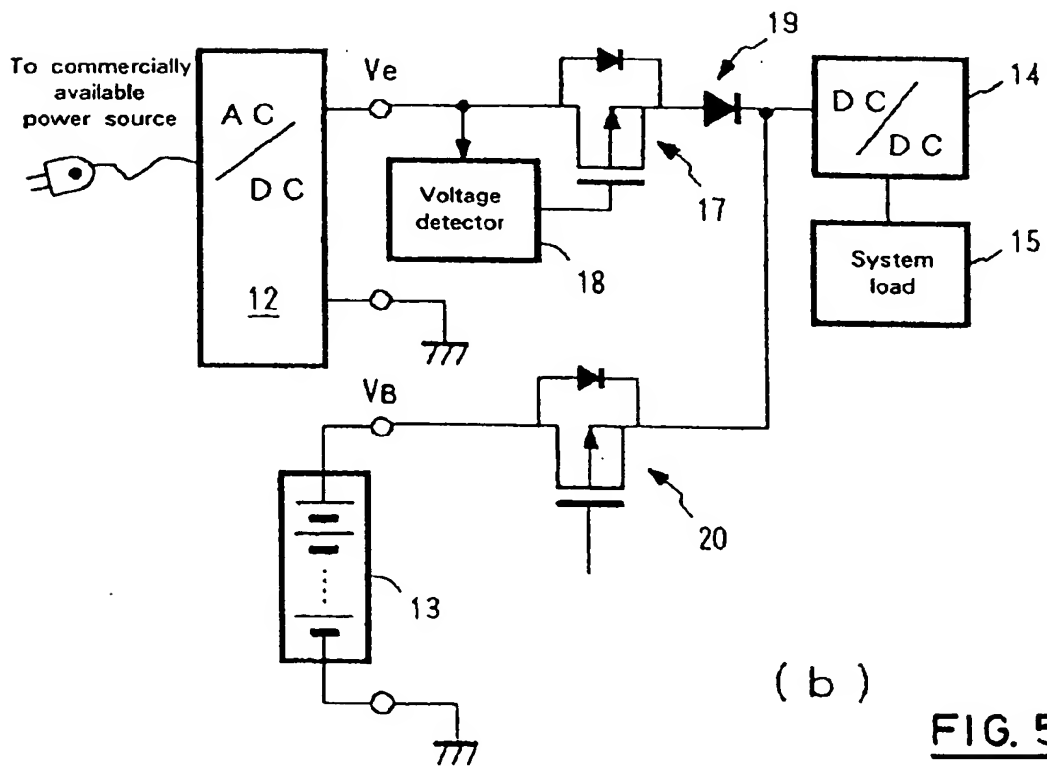 To commercially
available
power source
AC
/
DC
12
Ve
Voltage
detector
18
17
19
DC
/
DC
14
System
load
15
VB
13
20
(b)
FIG. 5